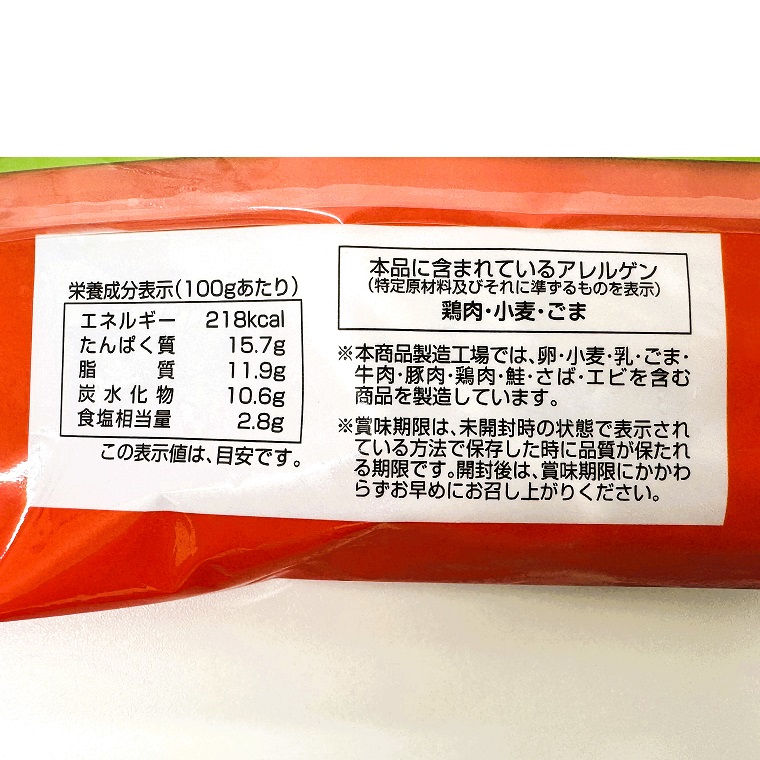 栄養成分表示(100gあたり)
エネルギー 218kcal
たんぱく質 15.7g
脂質 11.9g
炭水化物 10.6g
食塩相当量 2.8g
この表示値は、目安です。
本品に含まれているアレルゲン
(特定原材料及びそれに準ずるものを表示)
鶏肉・小麦・ごま
※本商品製造工場では、卵・小麦・乳・ごま・
牛肉・豚肉・鶏肉・鮭・さば・エビを含む
商品を製造しています。
※賞味期限は、未開封時の状態で表示され
ている方法で保存した時に品質が保たれ
る期限です。開封後は、賞味期限にかかわ
らずお早めにお召し上がりください。